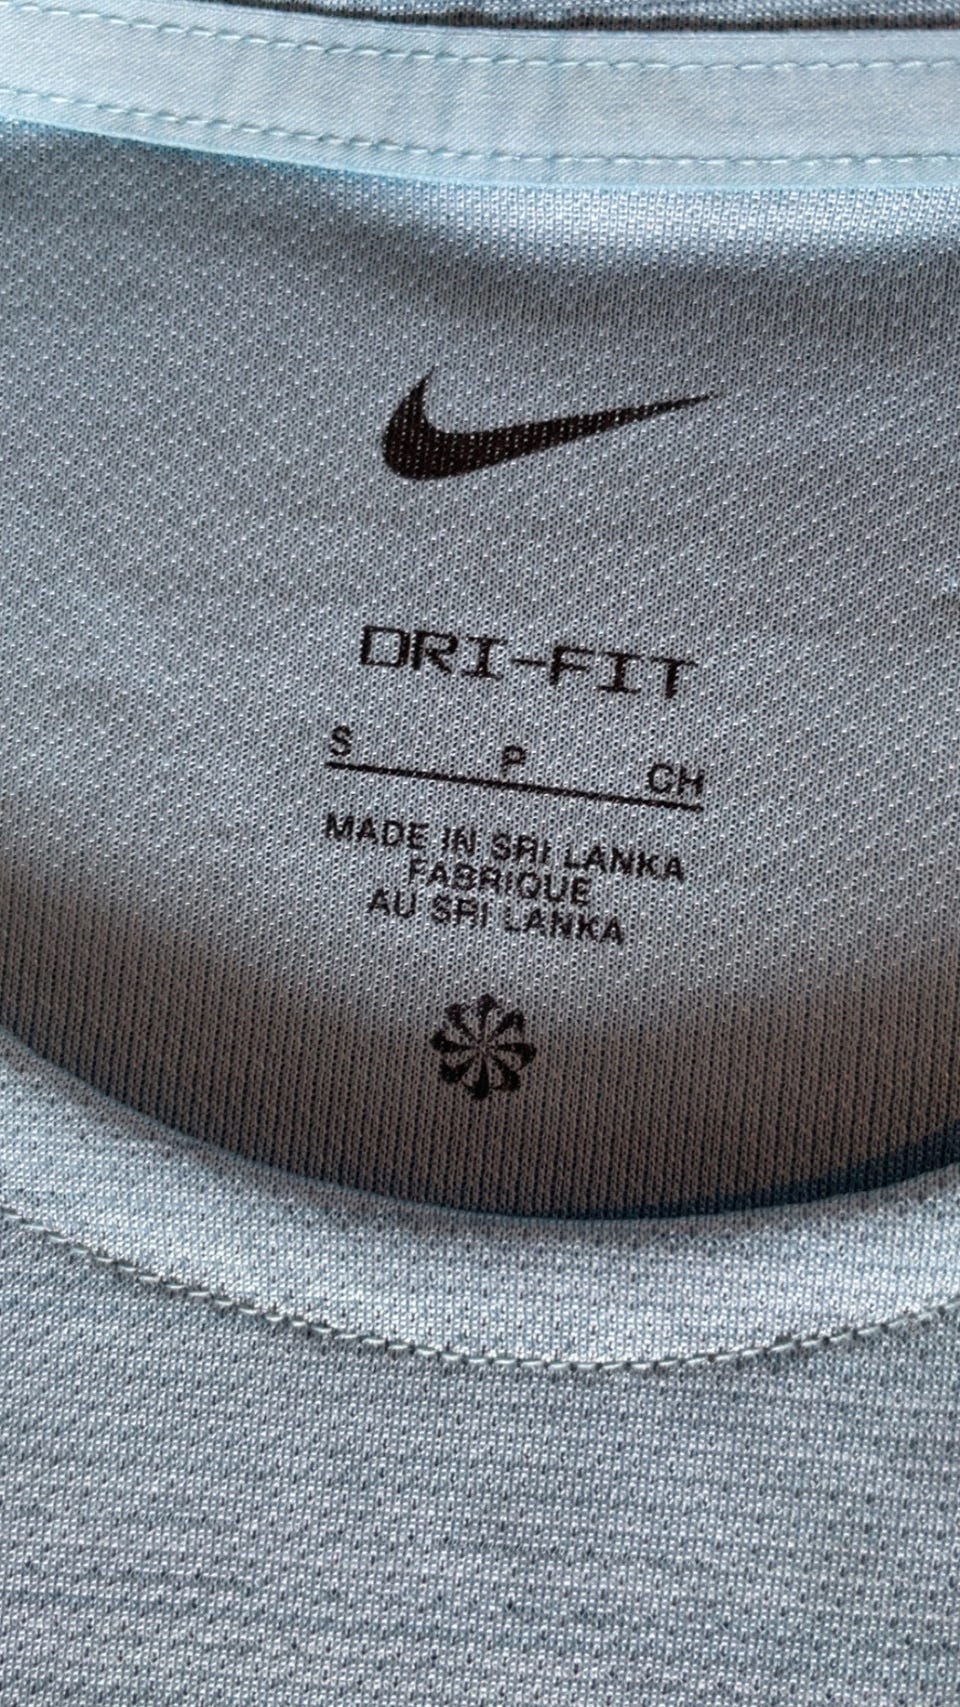 DRI-FIT
S P CH
MADE IN SRI LANKA
FABRIQUE
AU SRI LANKA